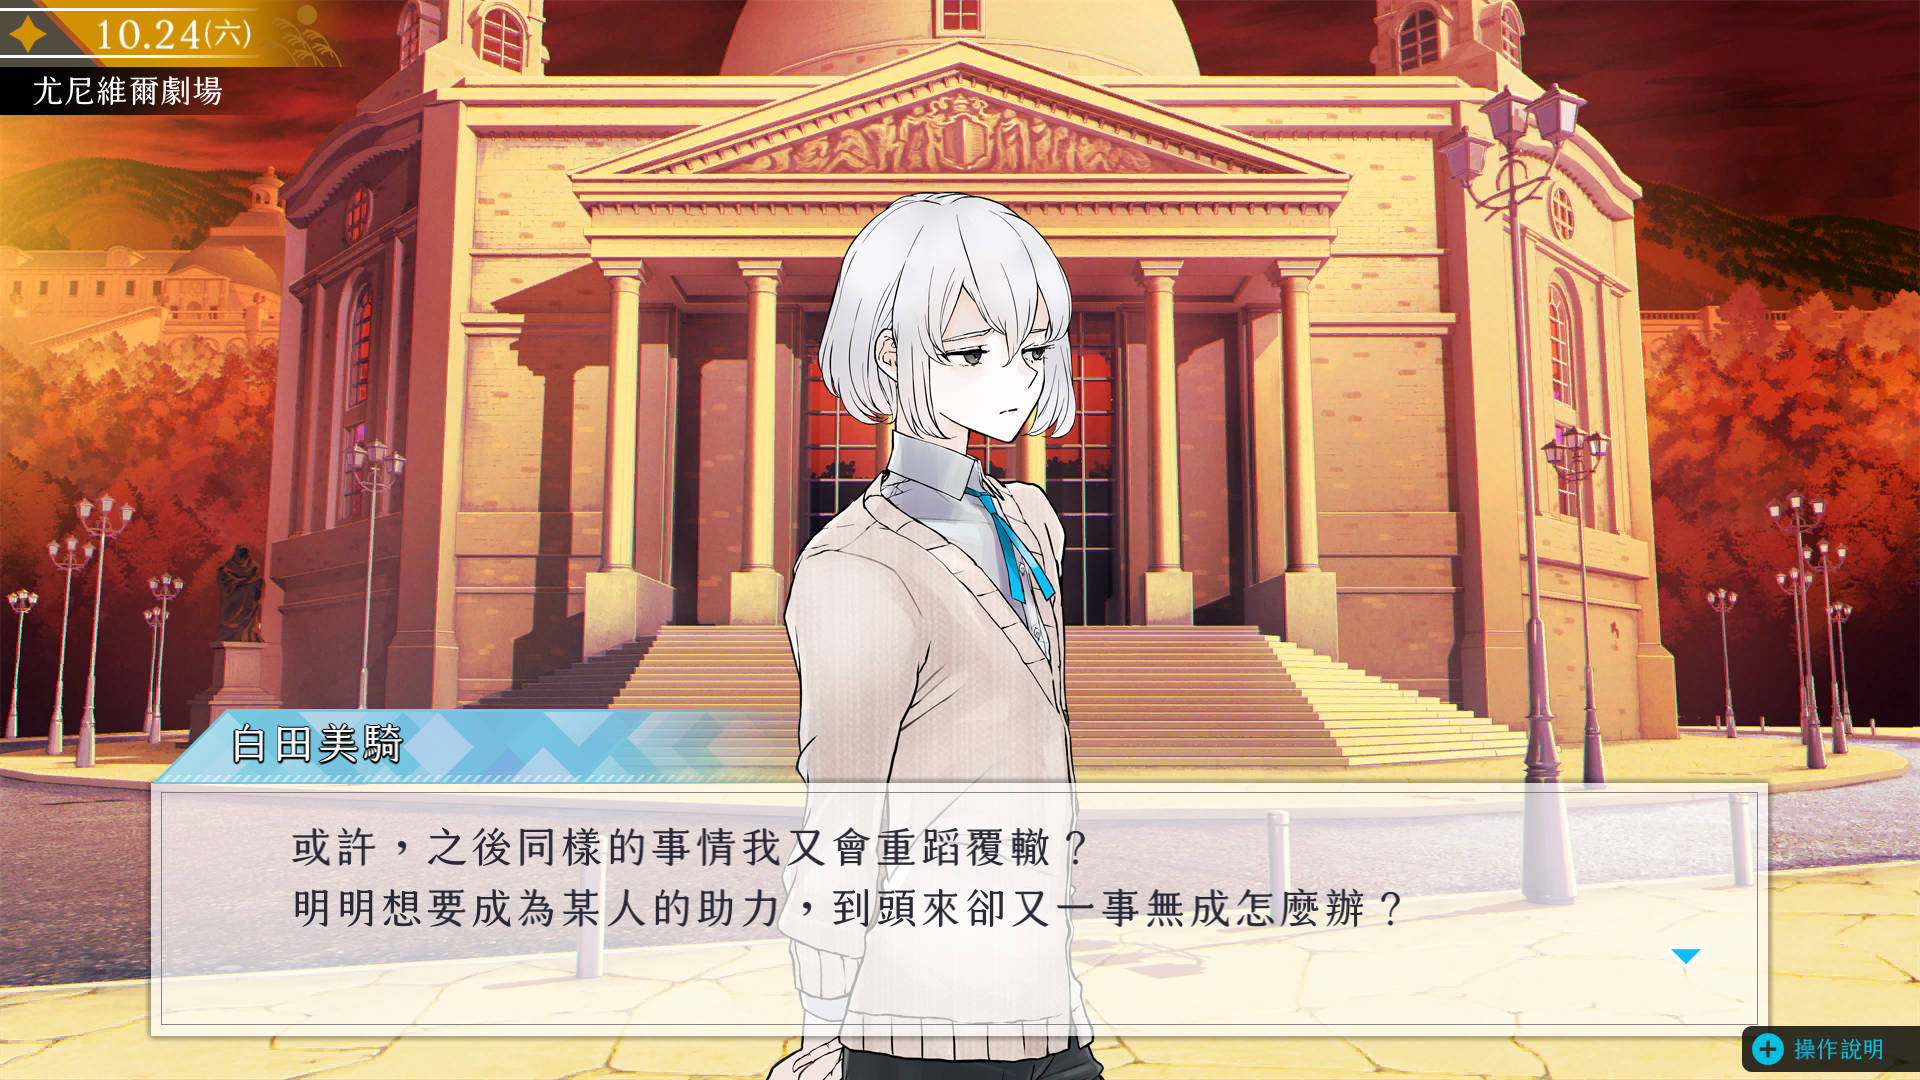 10.24(六)
尤尼維爾劇場
白田美騎
或許，之後同樣的事情我又會重蹈覆轍？
明明想要成為某人的助力，到頭來卻又一事無成怎麼辦？
操作說明